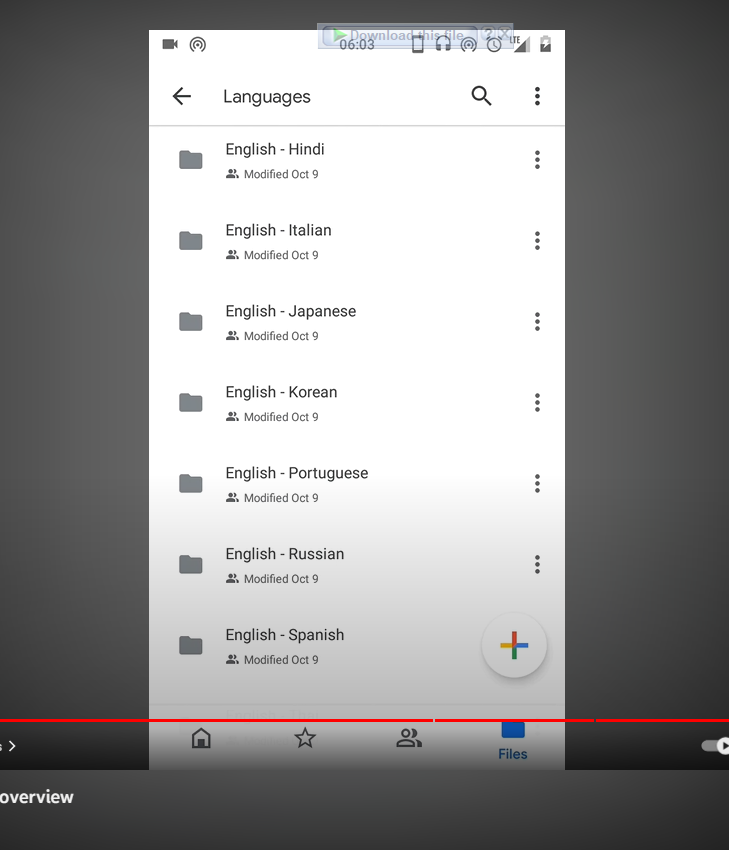 Download this file ? X
06:03 LTE
Languages
English - Hindi
Modified Oct 9
English - Italian
Modified Oct 9
English - Japanese
Modified Oct 9
English - Korean
Modified Oct 9
English - Portuguese
Modified Oct 9
English - Russian
Modified Oct 9
English - Spanish
Modified Oct 9
Files
overview